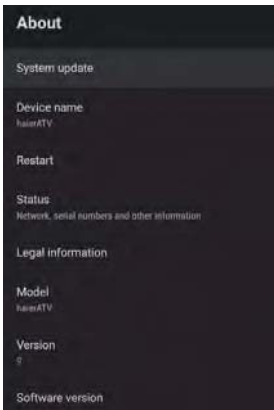 About
System update
Device name
haierATV
Restart
Status
Network, serial numbers and other information
Legal information
Model
haierATV
Version
9
Software version